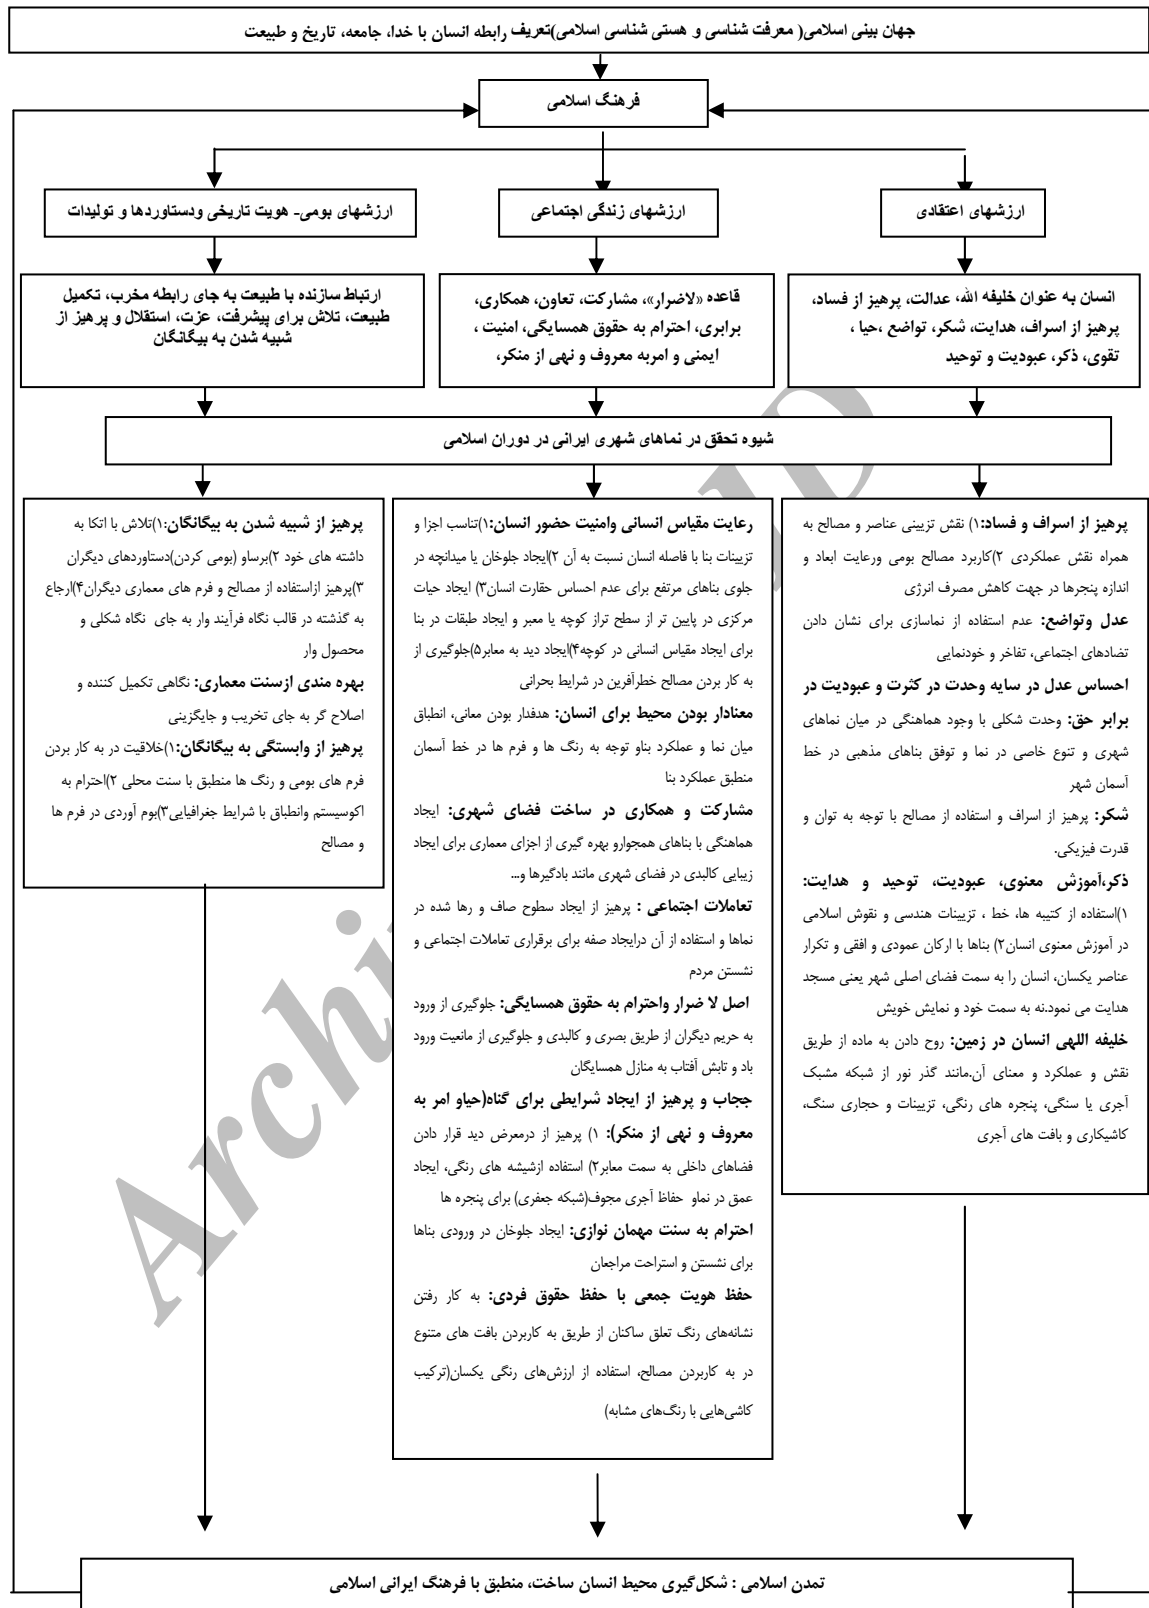 جهان بینی اسلامی( معرفت شناسی و هستی شناسی اسلامی)تعریف رابطه انسان با خدا، جامعه، تاریخ و طبیعت
فرهنگ اسلامی
ارزشهای اعتقادی
ارزشهای زندگی اجتماعی
ارزشهای بومی- هویت تاریخی ودستاوردها و تولیدات
انسان به عنوان خلیفه الله، عدالت، پرهیز از فساد،
پرهیز از اسراف، هدایت، شکر، تواضع ،حیا ،
تقوی، ذکر، عبودیت و توحید
قاعده «لاضرار»، مشارکت، تعاون، همکاری،
برابری، احترام به حقوق همسایگی، امنیت ،
ایمنی و امربه معروف و نهی از منکر،
ارتباط سازنده با طبیعت به جای رابطه مخرب، تکمیل
طبیعت، تلاش برای پیشرفت، عزت، استقلال و پرهیز از
شبیه شدن به بیگانگان
شیوه تحقق در نماهای شهری ایرانی در دوران اسلامی
پرهیز از اسراف و فساد:۱) نقش تزیینی عناصر و مصالح به
همراه نقش عملکردی ۲)کاربرد مصالح بومی ورعایت ابعاد و
اندازه پنجرها در جهت کاهش مصرف انرژی
عدل وتواضع: عدم استفاده از نماسازی برای نشان دادن
تضادهای اجتماعی، تفاخر و خودنمایی
احساس عدل در سایه وحدت در کثرت و عبودیت در
برابر حق: وحدت شکلی با وجود هماهنگی در میان نماهای
شهری و تنوع خاصی در نما و توفق بناهای مذهبی در خط
آسمان شهر
شکر: پرهیز از اسراف و استفاده از مصالح با توجه به توان و
قدرت فیزیکی.
ذکر،آموزش معنوی، عبودیت، توحید و هدایت:
۱)استفاده از کتیبه ها، خط ، تزیینات هندسی و نقوش اسلامی
در آموزش معنوی انسان۲) بناها با ارکان عمودی و افقی و تکرار
عناصر یکسان، انسان را به سمت فضای اصلی شهر یعنی مسجد
هدایت می نمود.نه به سمت خود و نمایش خویش
خلیفه اللهی انسان در زمین: روح دادن به ماده از طریق
نقش و عملکرد و معنای آن.مانند گذر نور از شبکه مشبک
آجری یا سنگی، پنجره های رنگی، تزیینات و حجاری سنگ،
کاشیکاری و بافت های آجری
رعایت مقیاس انسانی وامنیت حضور انسان:۱)تناسب اجزا و
تزیینات بنا با فاصله انسان نسبت به آن ۲)ایجاد جلوخان یا میدانچه در
جلوی بناهای مرتفع برای عدم احساس حقارت انسان۳) ایجاد حیات
مرکزی در پایین تر از سطح تراز کوچه یا معبر و ایجاد طبقات در بنا
برای ایجاد مقیاس انسانی در کوچه۴)ایجاد دید به معابر۵)جلوگیری از
به کار بردن مصالح خطرآفرین در شرایط بحرانی
معنادار بودن محیط برای انسان: هدفدار بودن معانی، انطباق
میان نما و عملکرد بناو توجه به رنگ ها و فرم ها در خط آسمان
منطبق عملکرد بنا
مشارکت و همکاری در ساخت فضای شهری: ایجاد
هماهنگی با بناهای همجوارو بهره گیری از اجزای معماری برای ایجاد
زیبایی کالبدی در فضای شهری مانند بادگیرها و...
تعاملات اجتماعی : پرهیز از ایجاد سطوح صاف و رها شده در
نماها و استفاده از آن درایجاد صفه برای برقراری تعاملات اجتماعی و
نشستن مردم
اصل لا ضرار واحترام به حقوق همسایگی: جلوگیری از ورود
به حریم دیگران از طریق بصری و کالبدی و جلوگیری از مانعیت ورود
باد و تابش آفتاب به منازل همسایگان
حجاب و پرهیز از ایجاد شرایطی برای گناه(حیاو امر به
معروف و نهی از منکر): ۱) پرهیز از درمعرض دید قرار دادن
فضاهای داخلی به سمت معابر۲) استفاده ازشیشه های رنگی، ایجاد
عمق در نماو حفاظ آجری مجوف(شبکه جعفری) برای پنجره ها
احترام به سنت مهمان نوازی: ایجاد جلوخان در ورودی بناها
برای نشستن و استراحت مراجعان
حفظ هویت جمعی با حفظ حقوق فردی: به کار رفتن
نشانه‌های رنگ تعلق ساکنان از طریق به کاربردن بافت های متنوع
در به کاربردن مصالح، استفاده از ارزش‌های رنگی یکسان(ترکیب
کاشی‌هایی با رنگ‌های مشابه)
پرهیز از شبیه شدن به بیگانگان:۱)تلاش با اتکا به
داشته های خود ۲)برساو (بومی کردن)دستاوردهای دیگران
۳)پرهیز ازاستفاده از مصالح و فرم های معماری دیگران۴)ارجاع
به گذشته در قالب نگاه فرآیند وار به جای نگاه شکلی و
محصول وار
بهره مندی ازسنت معماری: نگاهی تکمیل کننده و
اصلاح گر به جای تخریب و جایگزینی
پرهیز از وابستگی به بیگانگان:۱)خلاقیت در به کار بردن
فرم های بومی و رنگ ها منطبق با سنت محلی ۲)احترام به
اکوسیستم وانطباق با شرایط جغرافیایی۳)بوم آوردی در فرم ها
و مصالح
تمدن اسلامی : شکل‌گیری محیط انسان ساخت، منطبق با فرهنگ ایرانی اسلامی